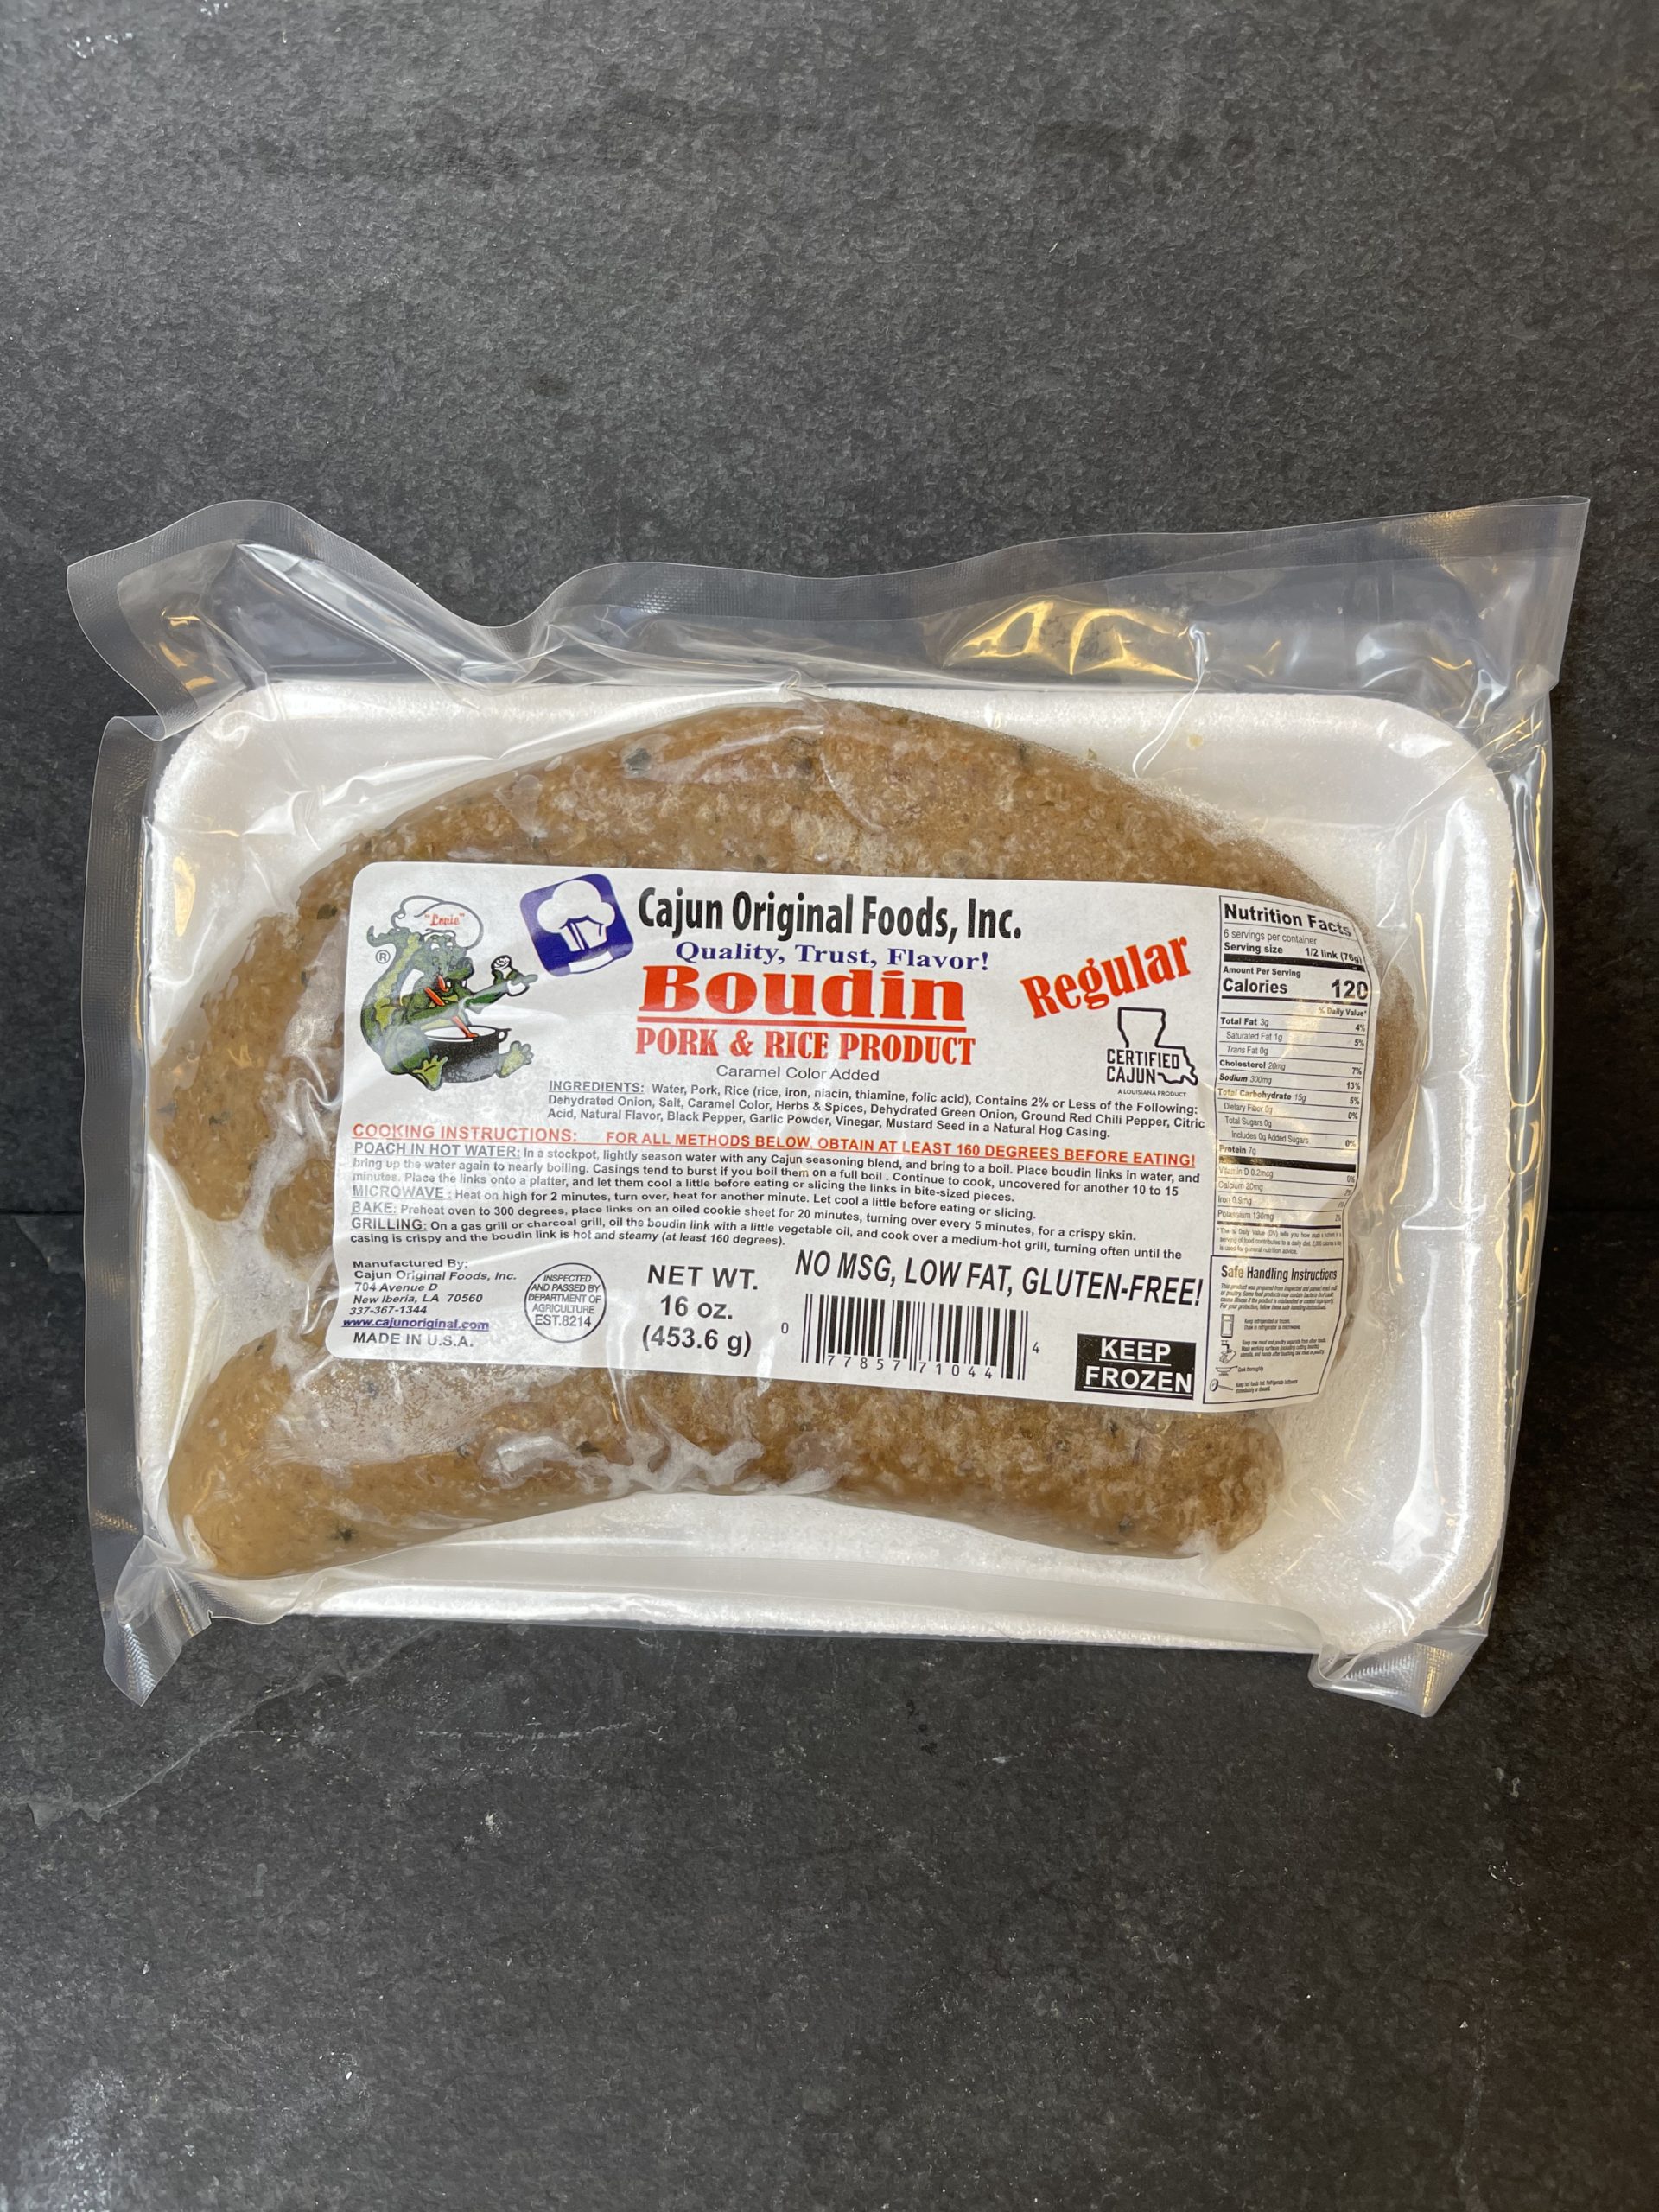 "Lenie"
®
Cajun Original Foods, Inc.
Quality, Trust, Flavor!
Boudin
PORK & RICE PRODUCT
Caramel Color Added
Regular
CERTIFIED
CAJUN
A LOUISIANA PRODUCT
INGREDIENTS: Water, Pork, Rice (rice, iron, niacin, thiamine, folic acid), Contains 2% or Less of the Following:
Dehydrated Onion, Salt, Caramel Color, Herbs & Spices, Dehydrated Green Onion, Ground Red Chili Pepper, Citric
Acid, Natural Flavor, Black Pepper, Garlic Powder, Vinegar, Mustard Seed in a Natural Hog Casing.
COOKING INSTRUCTIONS: FOR ALL METHODS BELOW, OBTAIN AT LEAST 160 DEGREES BEFORE EATING!
POACH IN HOT WATER: In a stockpot, lightly season water with any Cajun seasoning blend, and bring to a boil. Place boudin links in water, and
bring up the water again to nearly boiling. Casings tend to burst if you boil them on a full boil . Continue to cook, uncovered for another 10 to 15
minutes. Place the links onto a platter, and let them cool a little before eating or slicing the links in bite-sized pieces.
MICROWAVE : Heat on high for 2 minutes, turn over, heat for another minute. Let cool a little before eating or slicing.
BAKE: Preheat oven to 300 degrees, place links on an oiled cookie sheet for 20 minutes, turning over every 5 minutes, for a crispy skin.
GRILLING: On a gas grill or charcoal grill, oil the boudin link with a little vegetable oil, and cook over a medium-hot grill, turning often until the
casing is crispy and the boudin link is hot and steamy (at least 160 degrees).
Manufactured By:
Cajun Original Foods, Inc.
704 Avenue D
New Iberia, LA 70560
337-367-1344
www.cajunoriginal.com
MADE IN U.S.A.
INSPECTED
AND PASSED BY
DEPARTMENT OF
AGRICULTURE
EST.8214
NET WT.
16 oz.
(453.6 g)
NO MSG, LOW FAT, GLUTEN-FREE!
0 77857 71044 4
KEEP
FROZEN
Nutrition Facts
6 servings per container
Serving size 1/2 link (76g)
Amount Per Serving
Calories 120
% Daily Value*
Total Fat 3g 4%
Saturated Fat 1g 5%
Trans Fat 0g
Cholesterol 20mg 7%
Sodium 300mg 13%
Total Carbohydrate 15g 5%
Dietary Fiber 0g 0%
Total Sugars 0g
Includes 0g Added Sugars 0%
Protein 7g
Vitamin D 0.2mcg 0%
Calcium 20mg
Iron 0.5mg
Potassium 130mg 2%
Safe Handling Instructions